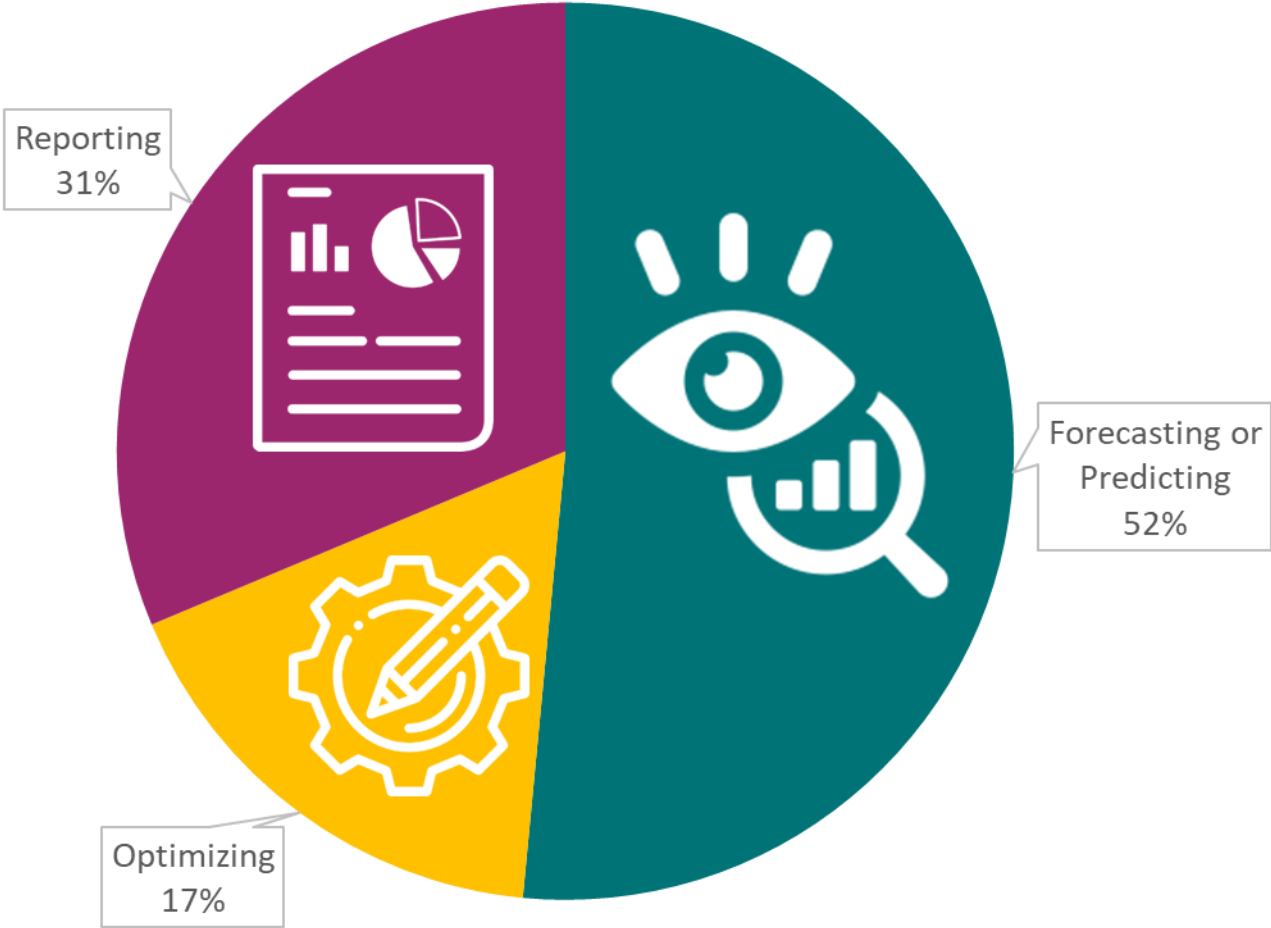 Reporting
31%
Forecasting or
Predicting
52%
Optimizing
17%